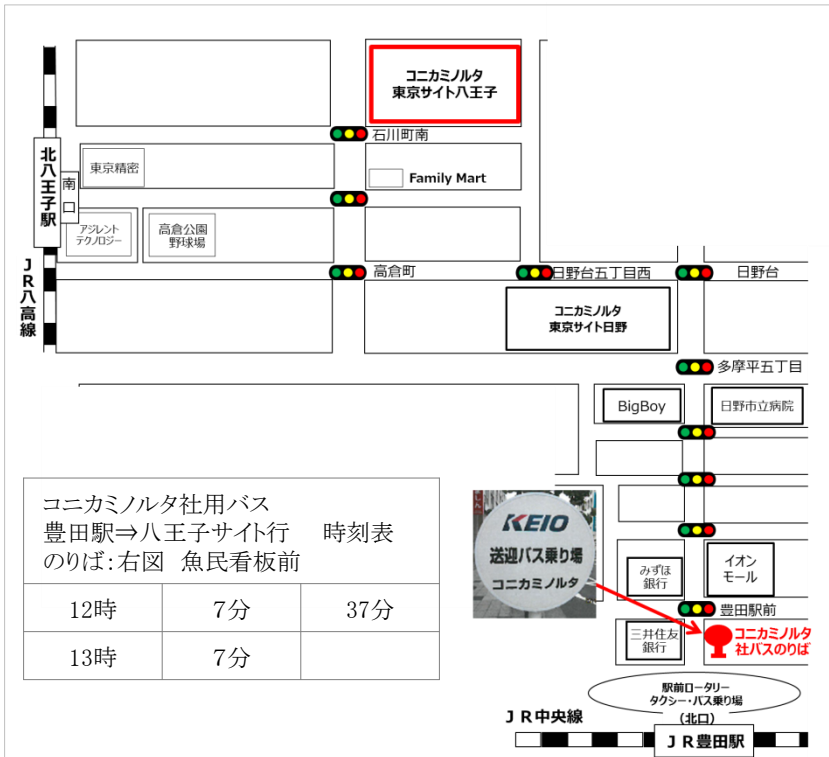 コニカミノルタ
東京サイト八王子
石川町南
北八王子駅
南口
東京精密
Family Mart
アジレント
テクノロジー
高倉公園
野球場
JR八高線
高倉町
日野台五丁目西
日野台
コニカミノルタ
東京サイト日野
多摩平五丁目
BigBoy
日野市立病院
コニカミノルタ社用バス
豊田駅⇒八王子サイト行 時刻表
のりば:右図 魚民看板前
12時 7分 37分
13時 7分
KEIO
送迎バス乗り場
コニカミノルタ
みずほ
銀行
イオン
モール
豊田駅前
三井住友
銀行
コニカミノルタ
社バスのりば
駅前ロータリー
タクシー・バス乗り場
(北口)
JR中央線
JR豊田駅